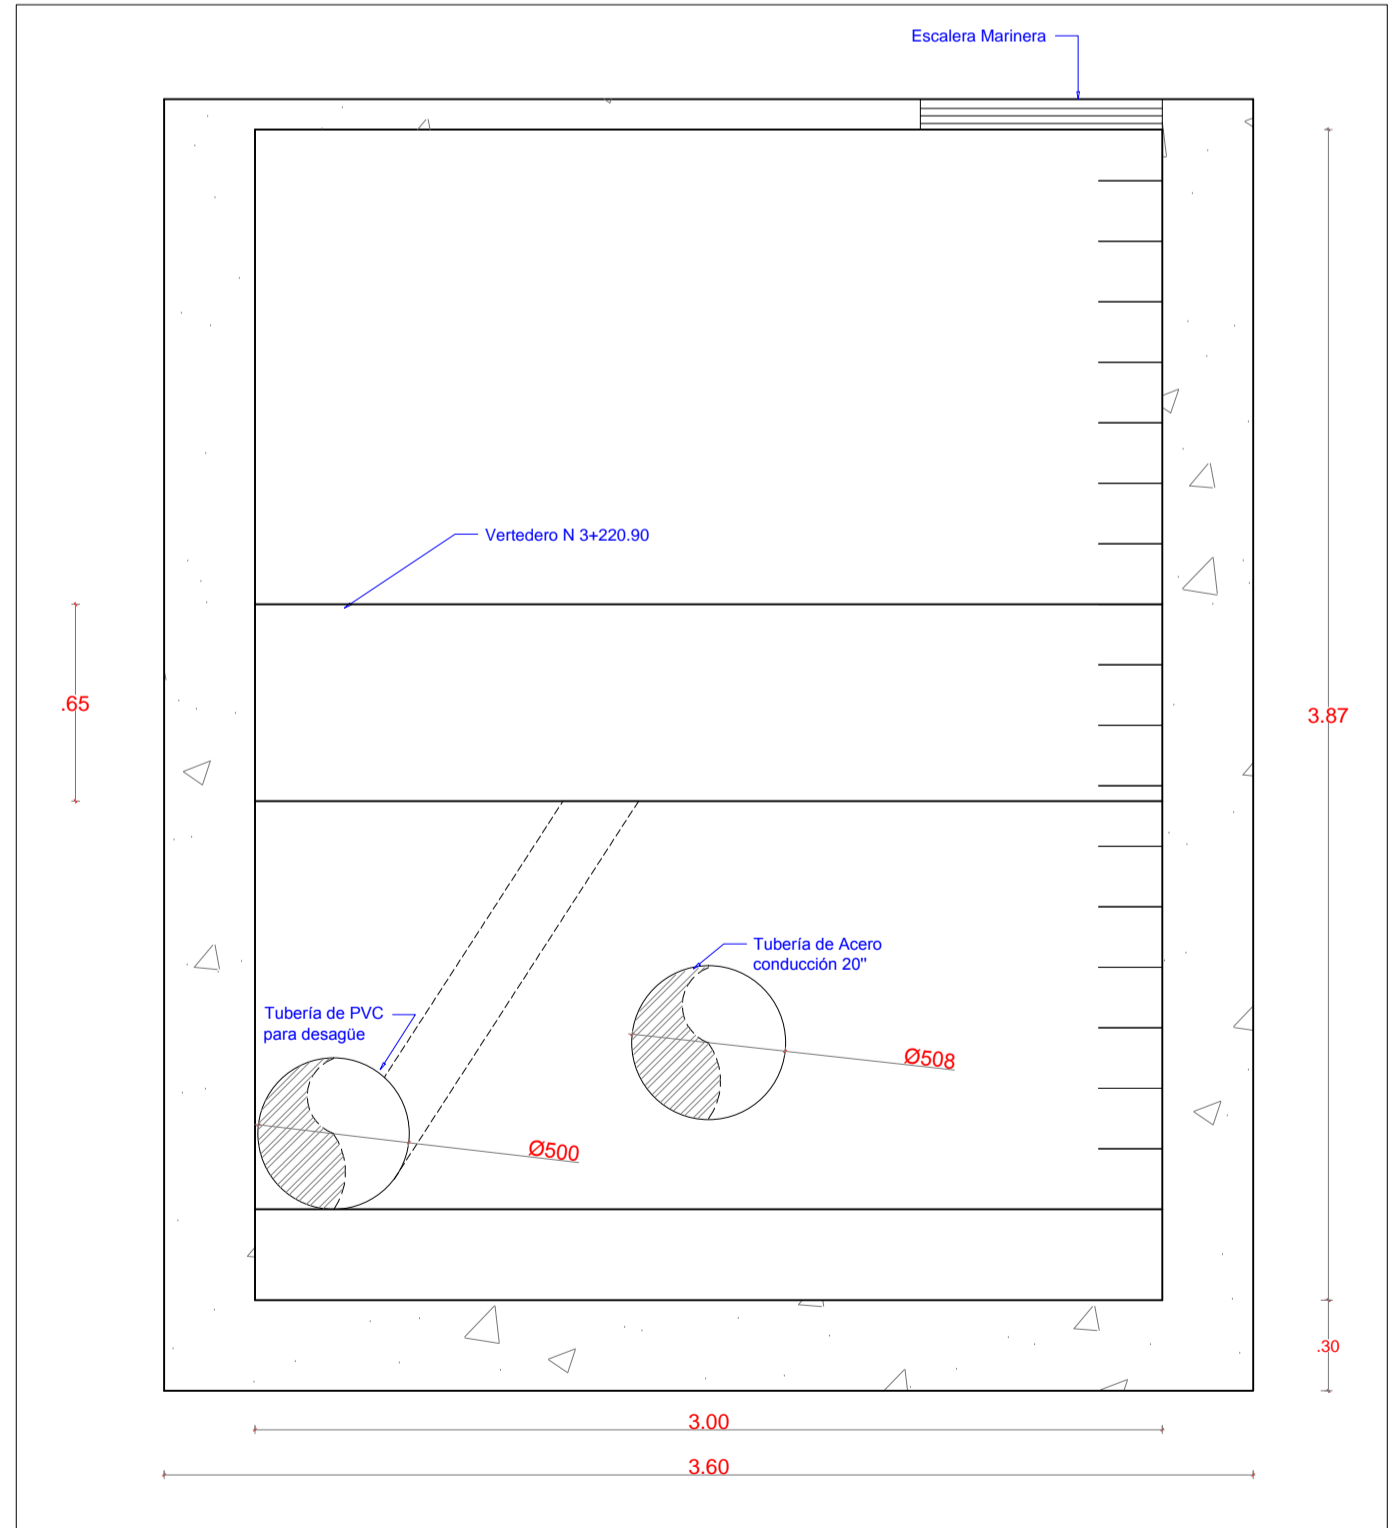 Escalera Marinera
Vertedero N 3+220.90
.65
3.87
Tubería de Acero
conducción 20"
Tubería de PVC
para desagüe
Ø508
Ø500
.30
3.00
3.60